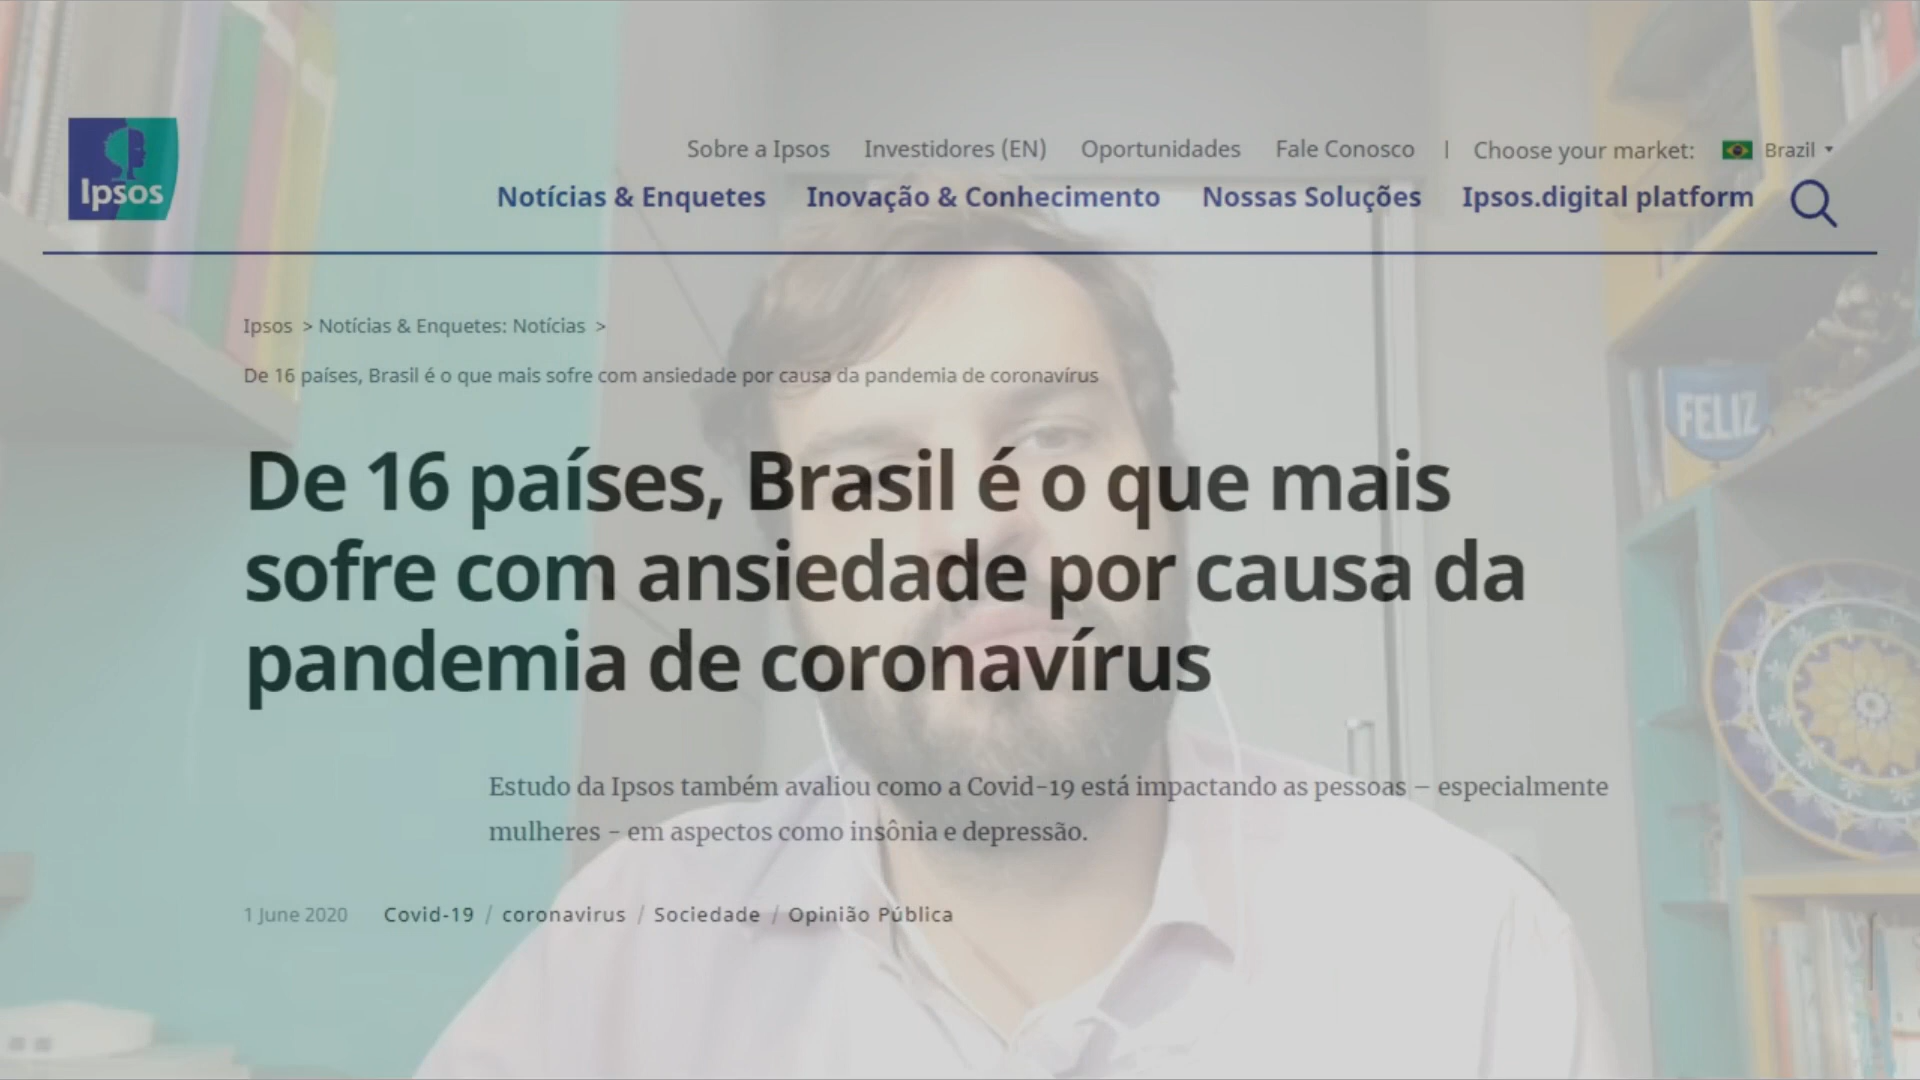 Ipsos
Sobre a Ipsos Investidores (EN) Oportunidades Fale Conosco | Choose your market: Brazil
Notícias & Enquetes Inovação & Conhecimento Nossas Soluções Ipsos.digital platform
Ipsos > Notícias & Enquetes: Notícias >
De 16 países, Brasil é o que mais sofre com ansiedade por causa da pandemia de coronavírus
FELIZ
De 16 países, Brasil é o que mais
sofre com ansiedade por causa da
pandemia de coronavírus
Estudo da Ipsos também avaliou como a Covid-19 está impactando as pessoas – especialmente
mulheres - em aspectos como insônia e depressão.
1 June 2020 Covid-19 / coronavirus / Sociedade / Opinião Pública